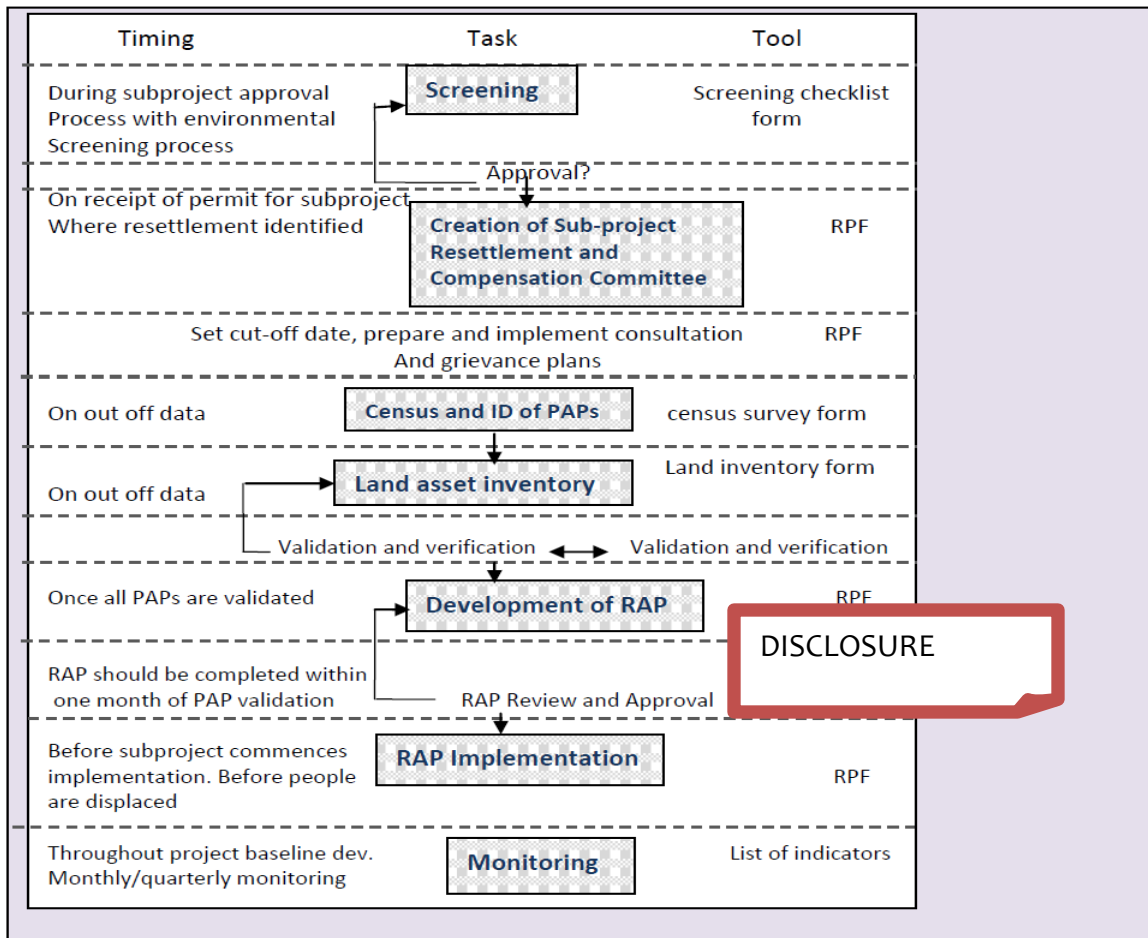 Timing Task Tool
During subproject approval
Process with environmental
Screening process
Screening
Screening checklist
form
Approval?
On receipt of permit for subproject
Where resettlement identified
Creation of Sub-project
Resettlement and
Compensation Committee
RPF
Set cut-off date, prepare and implement consultation
And grievance plans
RPF
On out off data
Census and ID of PAPs
census survey form
On out off data
Land asset inventory
Land inventory form
Validation and verification
Validation and verification
Once all PAPs are validated
Development of RAP
RPF
DISCLOSURE
RAP should be completed within
one month of PAP validation
RAP Review and Approval
Before subproject commences
implementation. Before people
are displaced
RAP Implementation
RPF
Throughout project baseline dev.
Monthly/quarterly monitoring
Monitoring
List of indicators